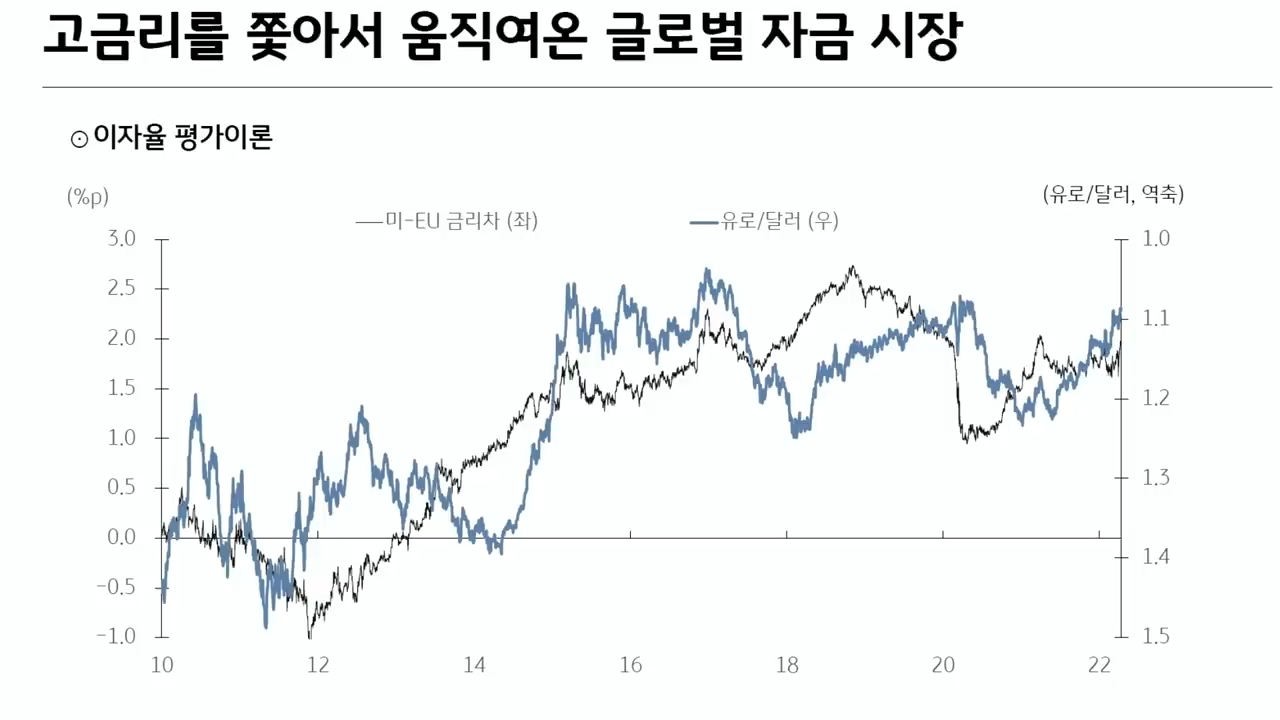 고금리를 쫓아서 움직여온 글로벌 자금 시장
⊙이자율 평가이론
(%p)
(유로/달러, 역축)
미-EU 금리차 (좌)
유로/달러 (우)
3.0
2.5
2.0
1.5
1.0
0.5
0.0
-0.5
-1.0
1.0
1.1
1.2
1.3
1.4
1.5
10 12 14 16 18 20 22